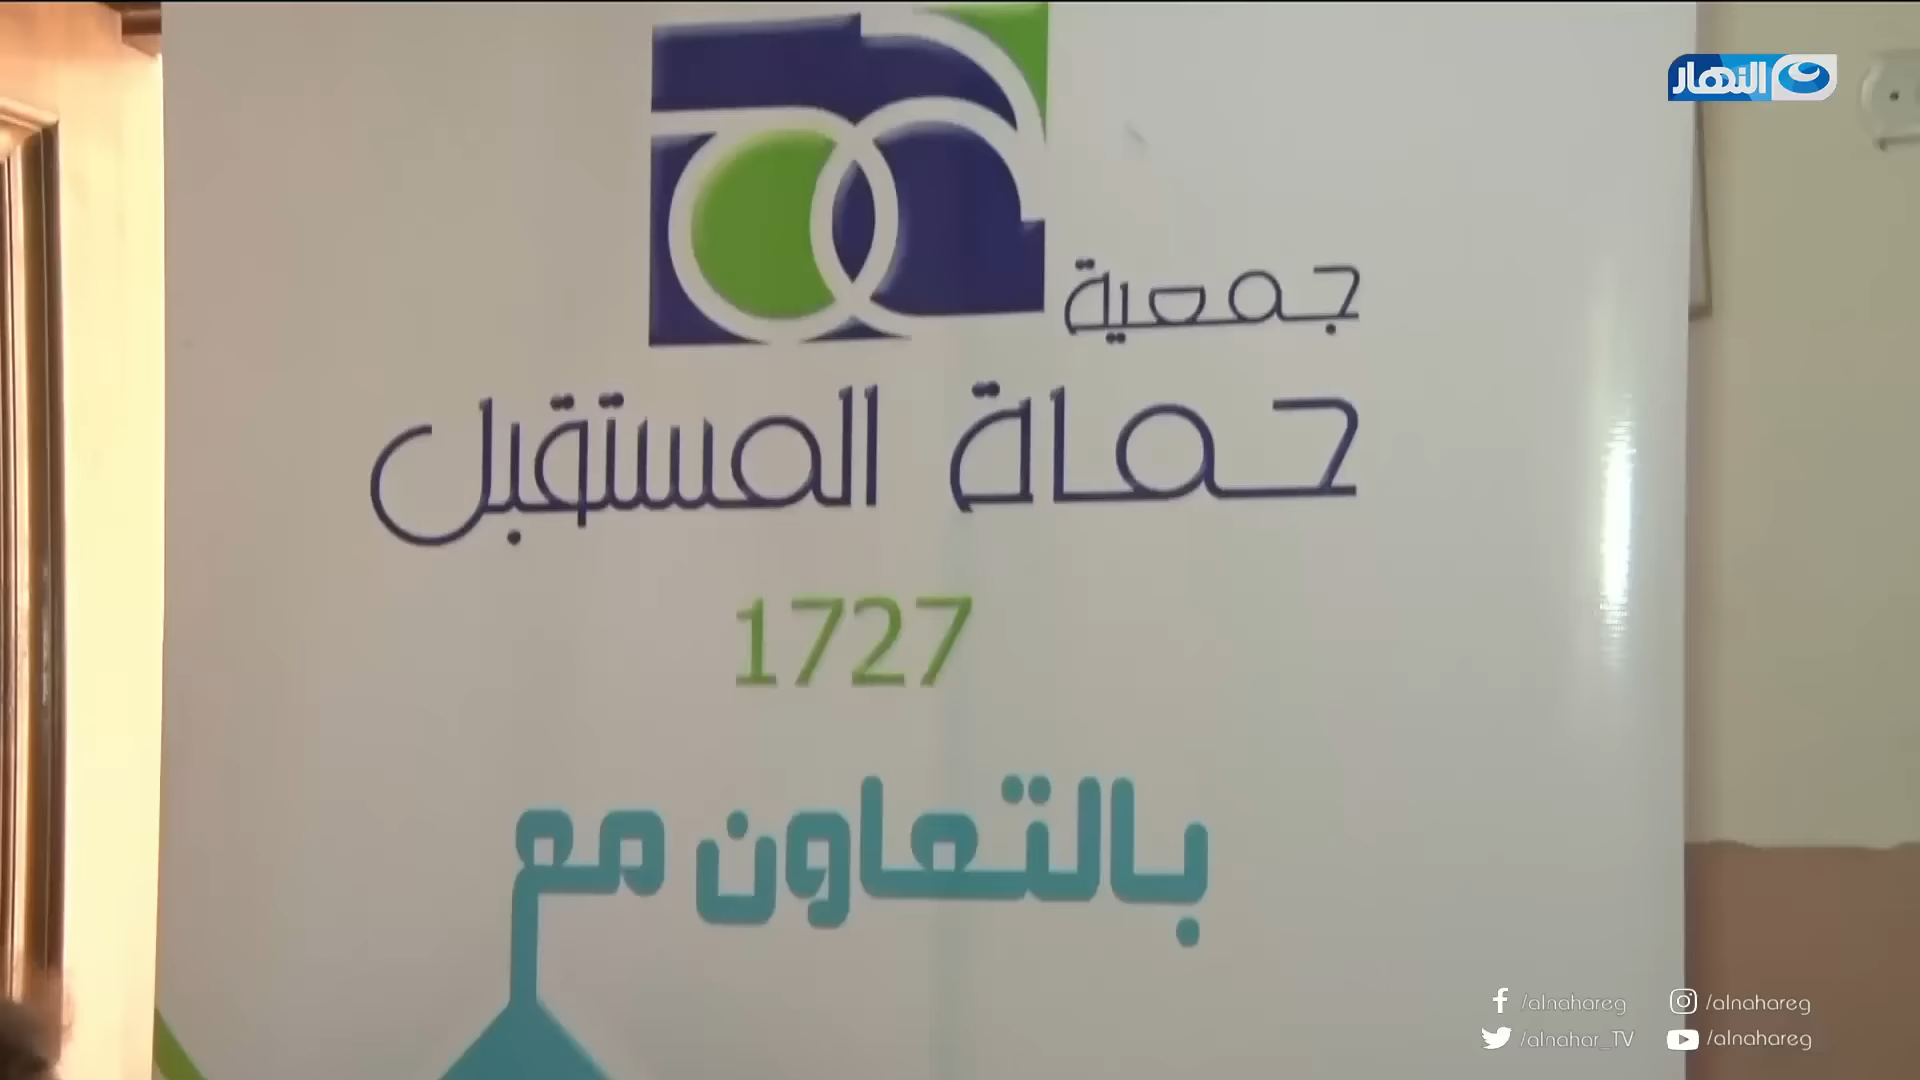 النهار
جمعية
حماة المستقبل
1727
بالتعاون مع
/alnahareg
/alnahareg
/alnahar_TV
/alnahareg